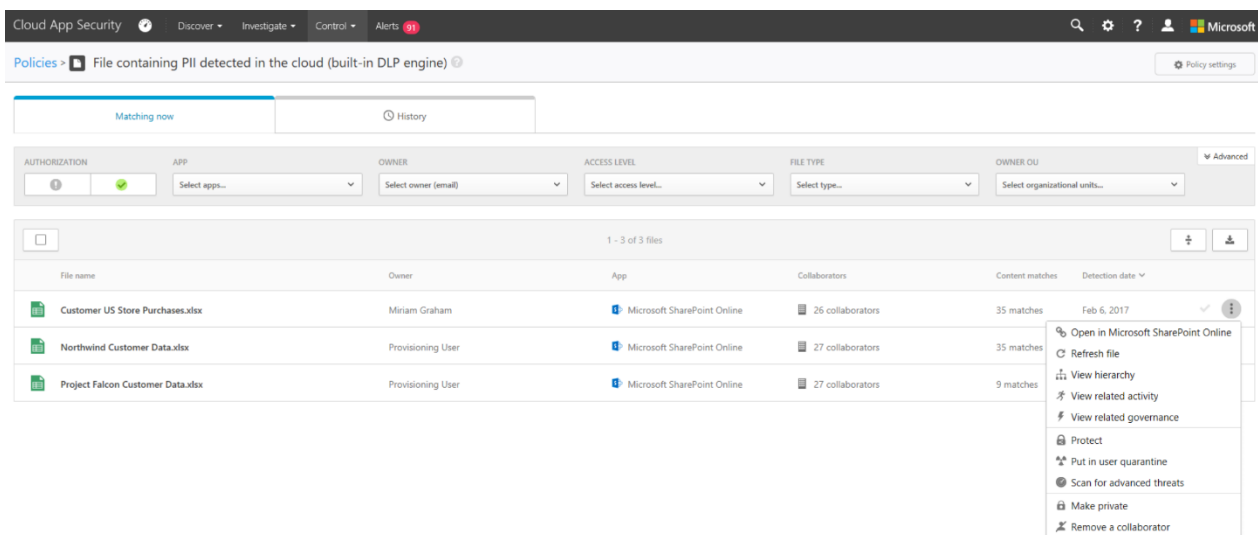 Cloud App Security Discover Investigate Control Alerts 91 ? Microsoft
Policies > File containing PII detected in the cloud (built-in DLP engine) ? Policy settings
Matching now History
AUTHORIZATION APP OWNER ACCESS LEVEL FILE TYPE OWNER OU Advanced
Select apps... Select owner (email) Select access level... Select type... Select organizational units...
1 - 3 of 3 files
File name Owner App Collaborators Content matches Detection date
Customer US Store Purchases.xlsx Miriam Graham Microsoft SharePoint Online 26 collaborators 35 matches Feb 6, 2017
Northwind Customer Data.xlsx Provisioning User Microsoft SharePoint Online 27 collaborators 35 matches
Project Falcon Customer Data.xlsx Provisioning User Microsoft SharePoint Online 27 collaborators 9 matches
Open in Microsoft SharePoint Online
Refresh file
View hierarchy
View related activity
View related governance
Protect
Put in user quarantine
Scan for advanced threats
Make private
Remove a collaborator